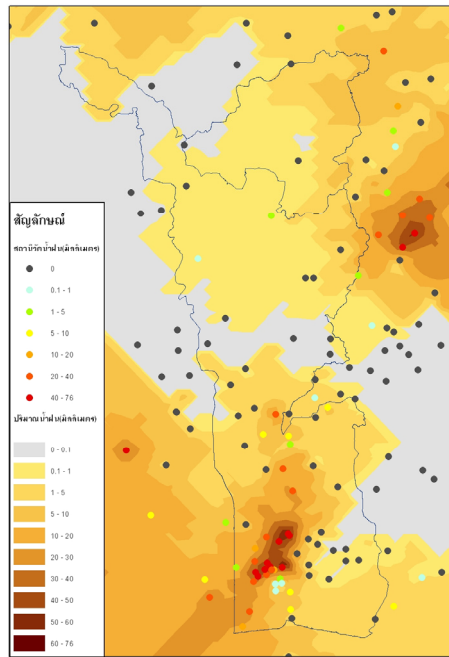 สัญลักษณ์
สถานีวัดน้ำฝน(มิลลิเมตร)
0
0.1 - 1
1 - 5
5 - 10
10 - 20
20 - 40
40 - 76
ปริมาณน้ำฝน(มิลลิเมตร)
0 - 0.1
0.1 - 1
1 - 5
5 - 10
10 - 20
20 - 30
30 - 40
40 - 50
50 - 60
60 - 76